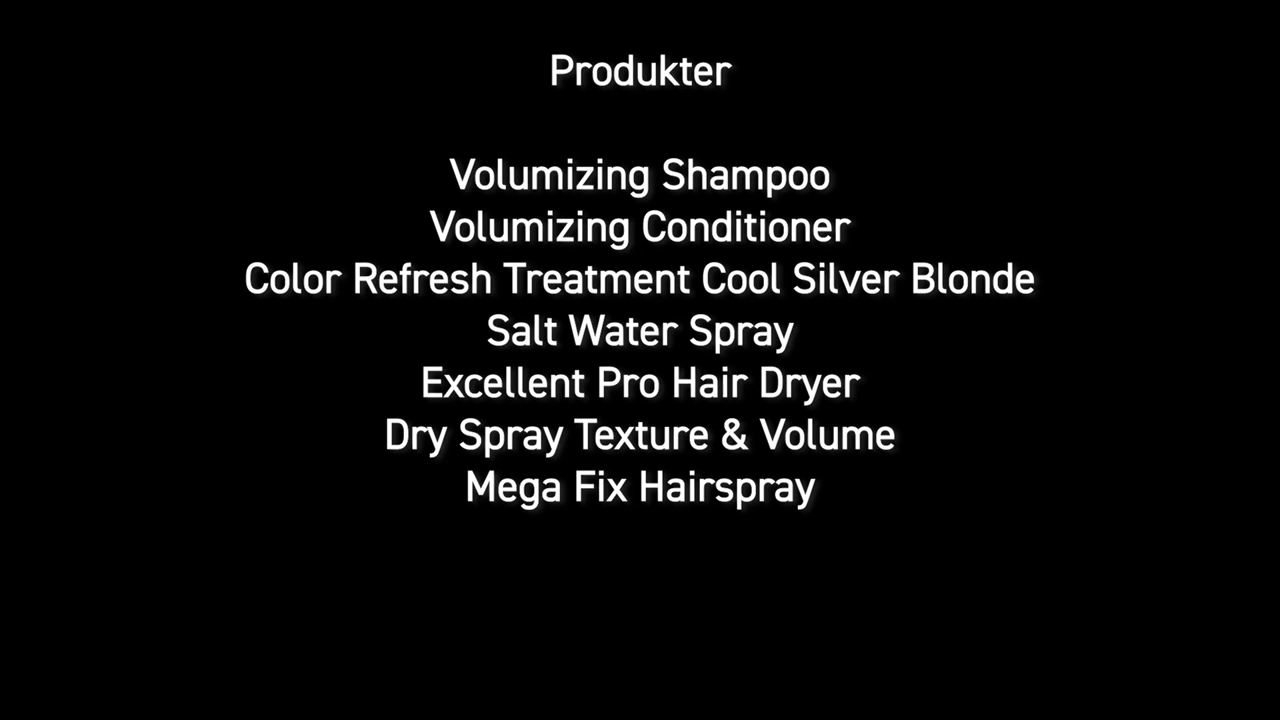 Produkter
Volumizing Shampoo
Volumizing Conditioner
Color Refresh Treatment Cool Silver Blonde
Salt Water Spray
Excellent Pro Hair Dryer
Dry Spray Texture & Volume
Mega Fix Hairspray